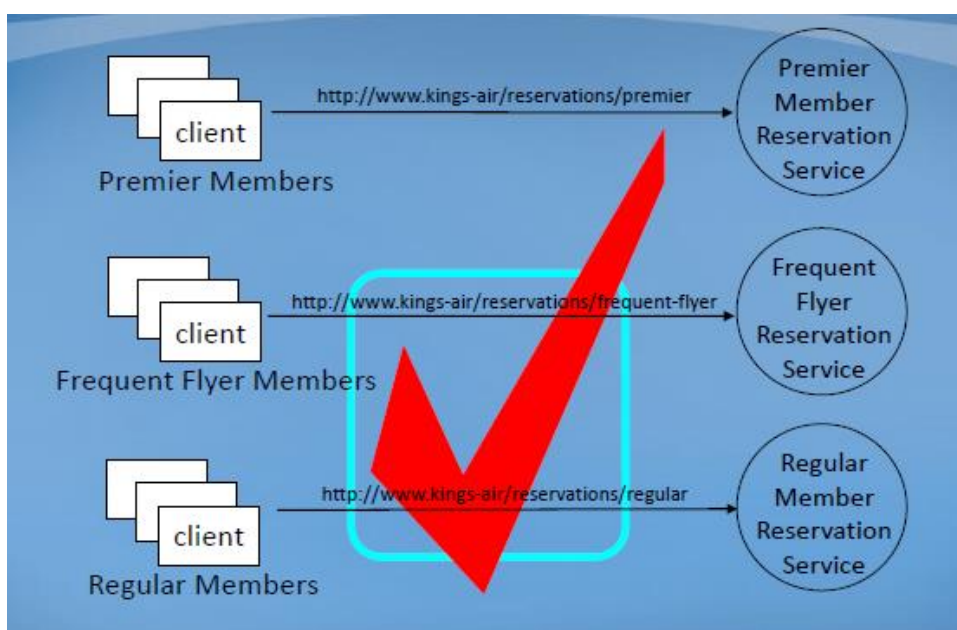 client
Premier Members
http://www.kings-air/reservations/premier
Premier
Member
Reservation
Service
client
Frequent Flyer Members
http://www.kings-air/reservations/frequent-flyer
Frequent
Flyer
Reservation
Service
client
Regular Members
http://www.kings-air/reservations/regular
Regular
Member
Reservation
Service